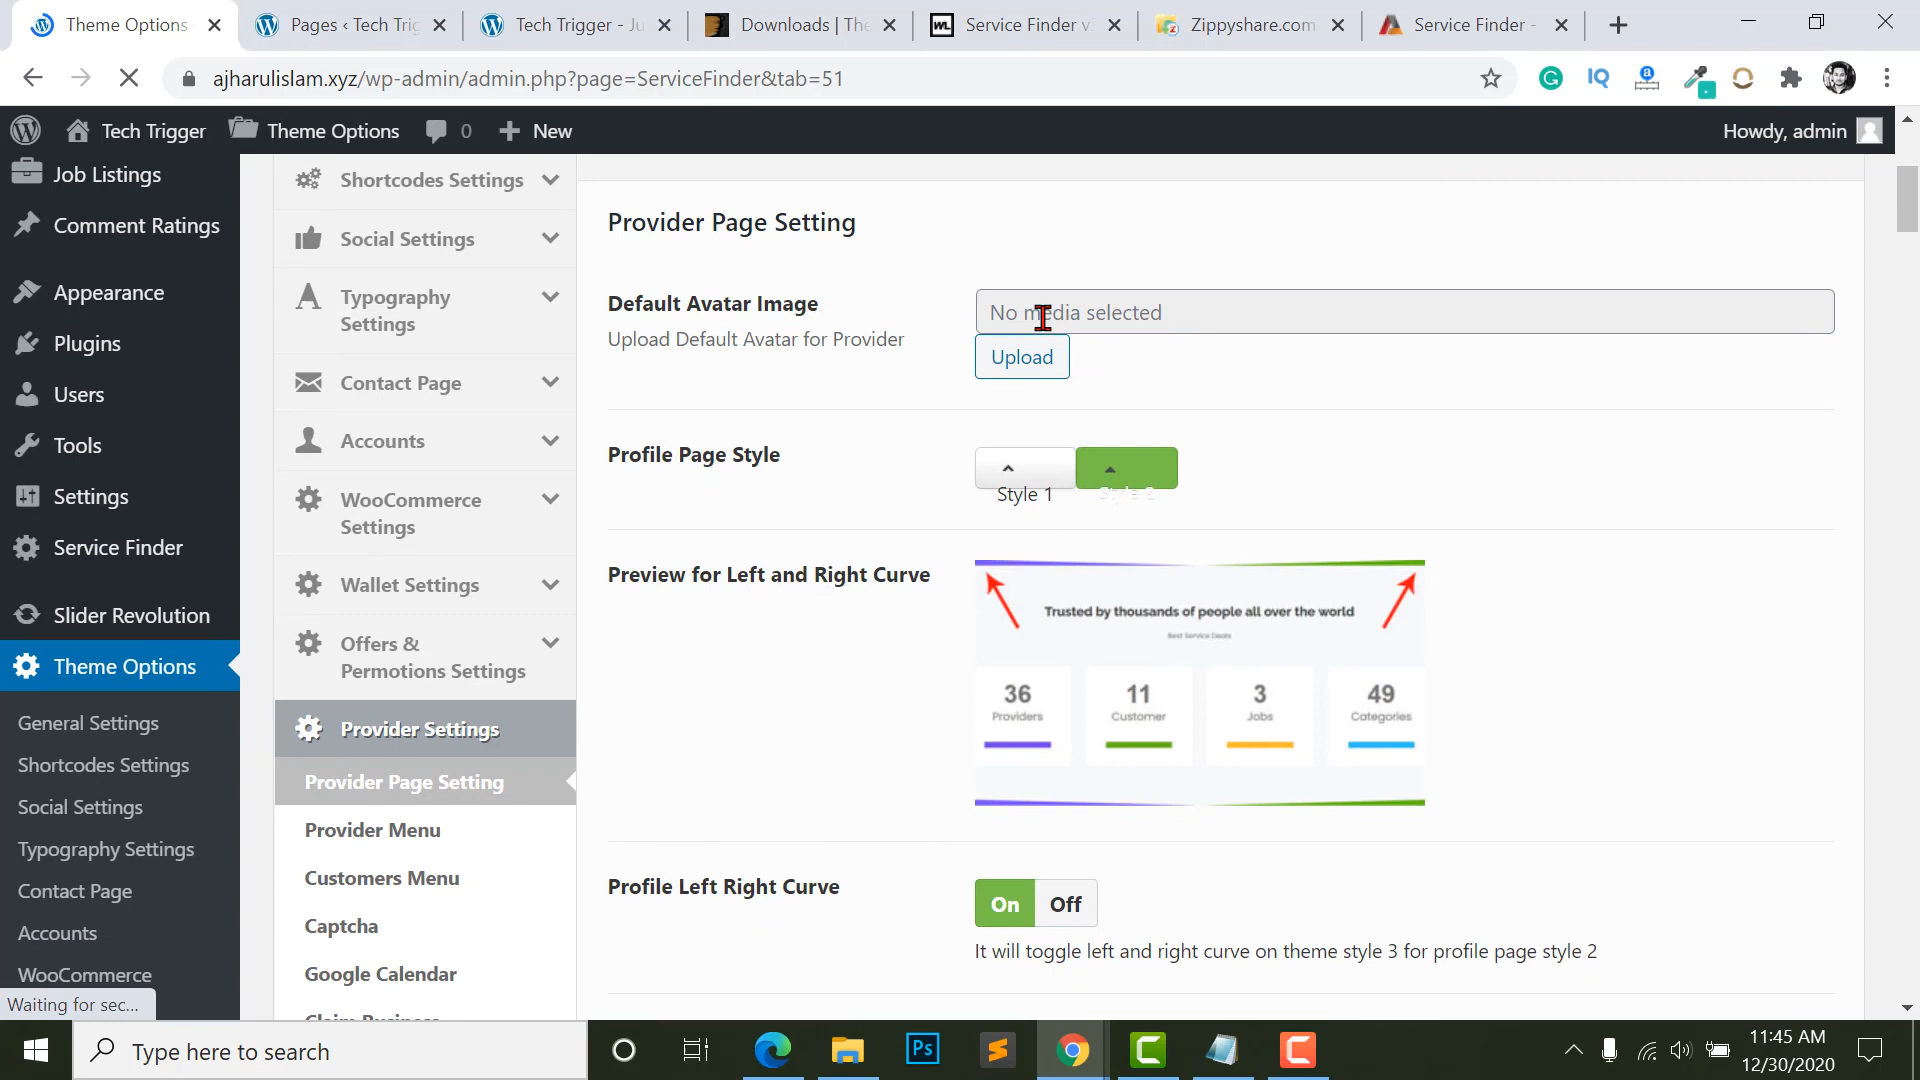 Theme Options
Pages ‹ Tech Trig
Tech Trigger - Ju
Downloads | The
WL
Service Finder v
Zippyshare.com
Service Finder -
ajharulislam.xyz/wp-admin/admin.php?page=ServiceFinder&tab=51
IQ
Tech Trigger
Theme Options
0
New
Howdy, admin
Job Listings
Comment Ratings
Appearance
Plugins
Users
Tools
Settings
Service Finder
Slider Revolution
Theme Options
General Settings
Shortcodes Settings
Social Settings
Typography Settings
Contact Page
Accounts
WooCommerce
Waiting for sec...
Shortcodes Settings
Social Settings
Typography
Settings
Contact Page
Accounts
WooCommerce
Settings
Wallet Settings
Offers &
Permotions Settings
Provider Settings
Provider Page Setting
Provider Menu
Customers Menu
Captcha
Google Calendar
Claim Business
Provider Page Setting
Default Avatar Image
Upload Default Avatar for Provider
No media selected
Upload
Profile Page Style
Style 1
Style 2
Preview for Left and Right Curve
Trusted by thousands of people all over the world
Best Service Deals
36
Providers
11
Customer
3
Jobs
49
Categories
Profile Left Right Curve
On
Off
It will toggle left and right curve on theme style 3 for profile page style 2
Type here to search
Ps
11:45 AM
12/30/2020